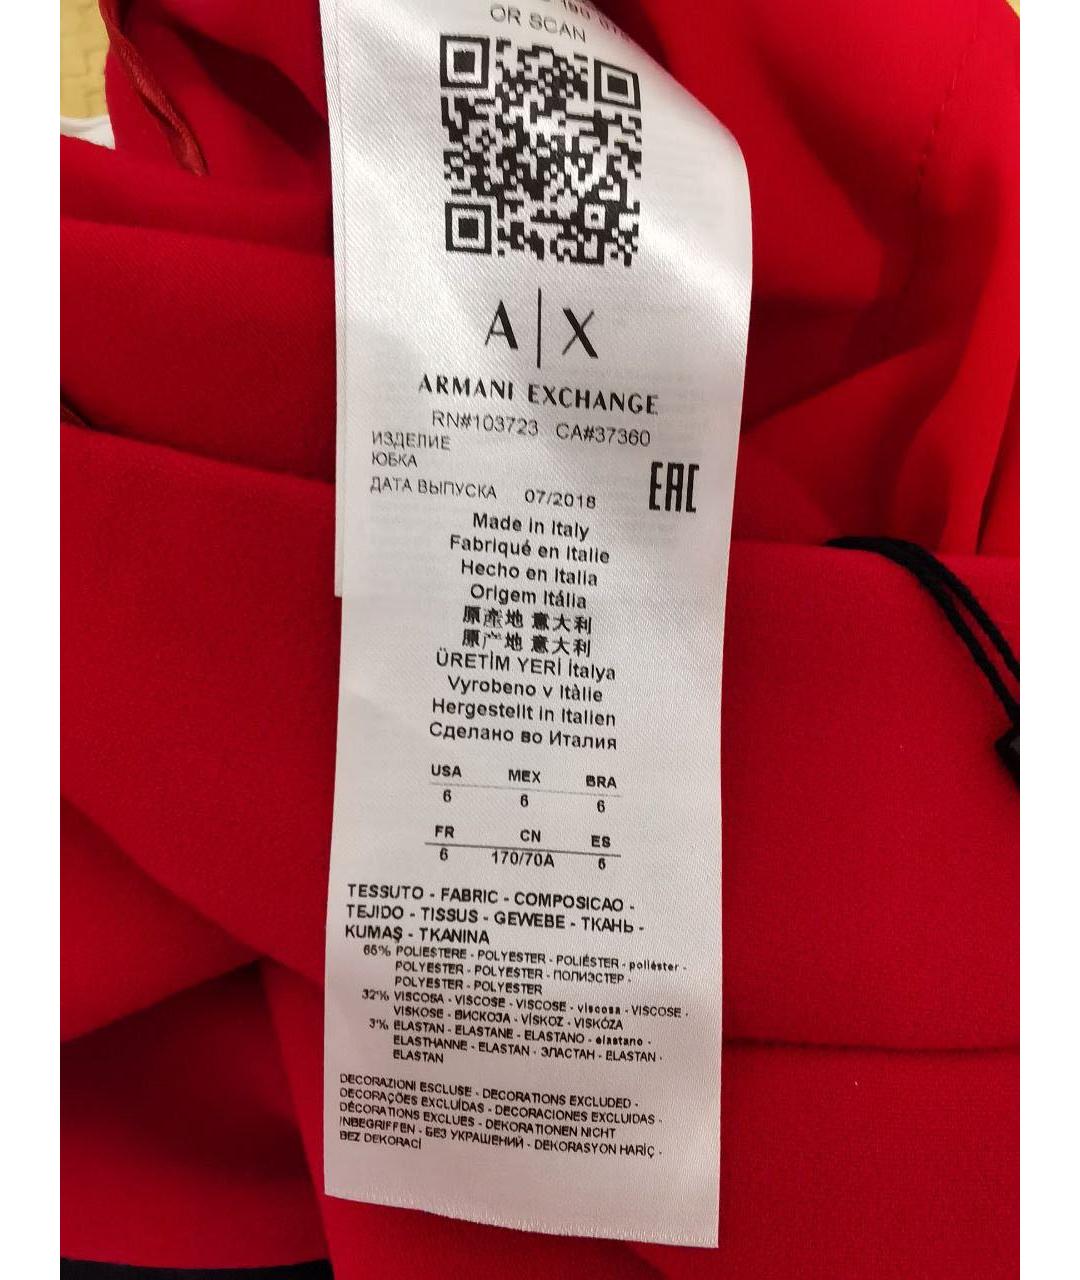 OR SCAN
A|X
ARMANI EXCHANGE
RN#103723 CA#37360
ИЗДЕЛИЕ
ЮБКА
ДАТА ВЫПУСКА 07/2018
EAC
Made in Italy
Fabriqué en Italie
Hecho en Italia
Origem Itália
原產地 意大利
原产地 意大利
ÜRETİM YERİ İtalya
Vyrobeno v Itàlie
Hergestellt in Italien
Сделано во Италия
USA MEX BRA
6 6 6
FR CN ES
6 170/70A 6
TESSUTO - FABRIC - COMPOSICAO -
TEJIDO - TISSUS - GEWEBE - ТКАНЬ -
KUMAŞ - TKANINA
65% POLIESTERE - POLYESTER - POLIÉSTER - poliéster -
POLYESTER - POLYESTER - ПОЛИЭСТЕР -
POLYESTER - POLYESTER
32% VISCOSA - VISCOSE - VISCOSE - viscosa - VISCOSE -
VISKOSE - ВИСКОЗА - VİSKOZ - VISKÓZA
3% ELASTAN - ELASTANE - ELASTANO - elastano -
ELASTHANNE - ELASTAN - ЭЛАСТАН - ELASTAN -
ELASTAN
DECORAZIONI ESCLUSE - DECORATIONS EXCLUDED -
DECORAÇÕES EXCLUÍDAS - DECORACIONES EXCLUIDAS -
DÉCORATIONS EXCLUES - DEKORATIONEN NICHT
INBEGRIFFEN - БЕЗ УКРАШЕНИЙ - DEKORASYON HARİÇ -
BEZ DEKORACÍ